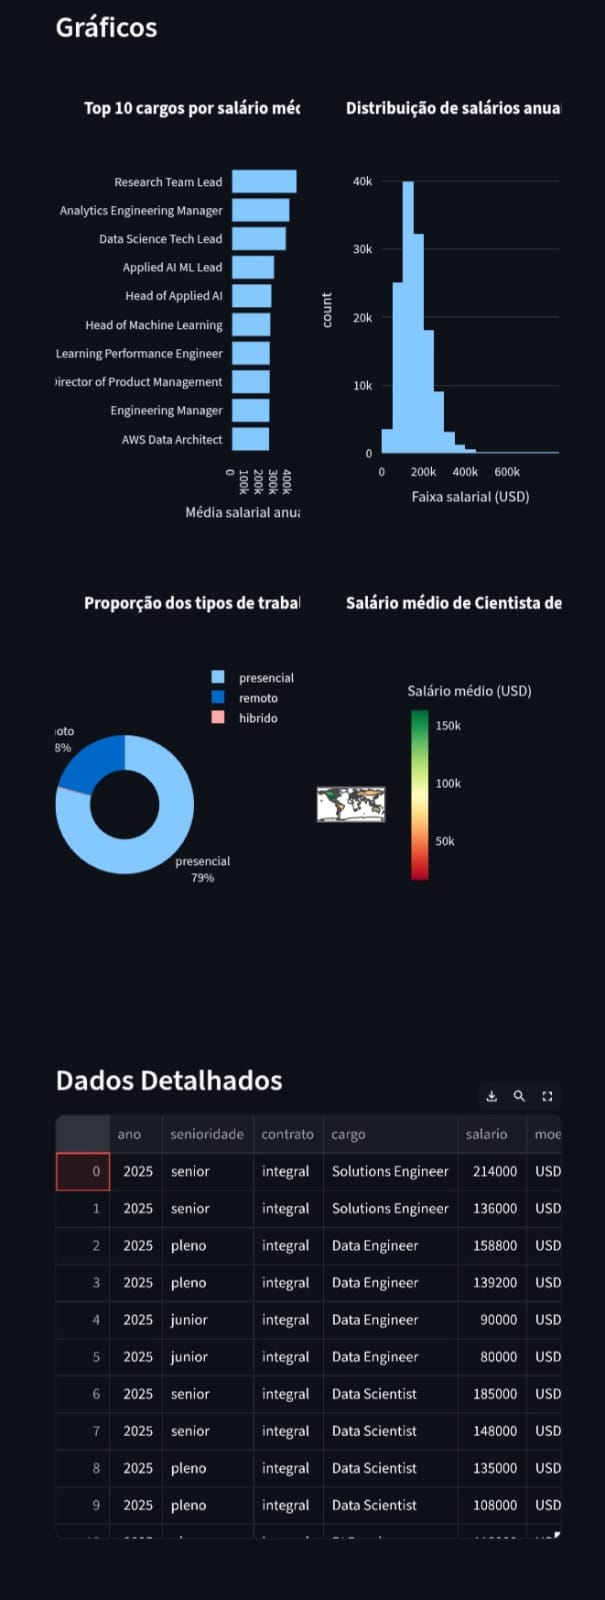 Gráficos
Top 10 cargos por salário méc
Research Team Lead
Analytics Engineering Manager
Data Science Tech Lead
Applied AI ML Lead
Head of Applied AI
Head of Machine Learning
Learning Performance Engineer
Director of Product Management
Engineering Manager
AWS Data Architect
0 100k 200k 300k 400k
Média salarial anua
Distribuição de salários anua
40k
30k
20k
10k
0
count
0 200k 400k 600k
Faixa salarial (USD)
Proporção dos tipos de trabal
presencial
remoto
hibrido
oto
8%
presencial
79%
Salário médio de Cientista de
Salário médio (USD)
150k
100k
50k
Dados Detalhados
ano senioridade contrato cargo salario moe
0 2025 senior integral Solutions Engineer 214000 USD
1 2025 senior integral Solutions Engineer 136000 USD
2 2025 pleno integral Data Engineer 158800 USD
3 2025 pleno integral Data Engineer 139200 USD
4 2025 junior integral Data Engineer 90000 USD
5 2025 junior integral Data Engineer 80000 USD
6 2025 senior integral Data Scientist 185000 USD
7 2025 senior integral Data Scientist 148000 USD
8 2025 pleno integral Data Scientist 135000 USD
9 2025 pleno integral Data Scientist 108000 USD